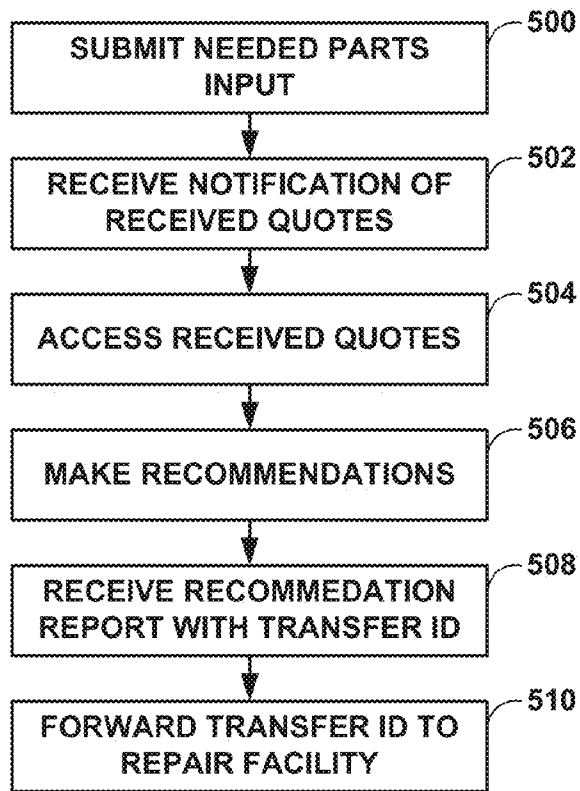 500
SUBMIT NEEDED PARTS
INPUT
502
RECEIVE NOTIFICATION OF
RECEIVED QUOTES
504
ACCESS RECEIVED QUOTES
506
MAKE RECOMMENDATIONS
508
RECEIVE RECOMMEDATION
REPORT WITH TRANSFER ID
510
FORWARD TRANSFER ID TO
REPAIR FACILITY